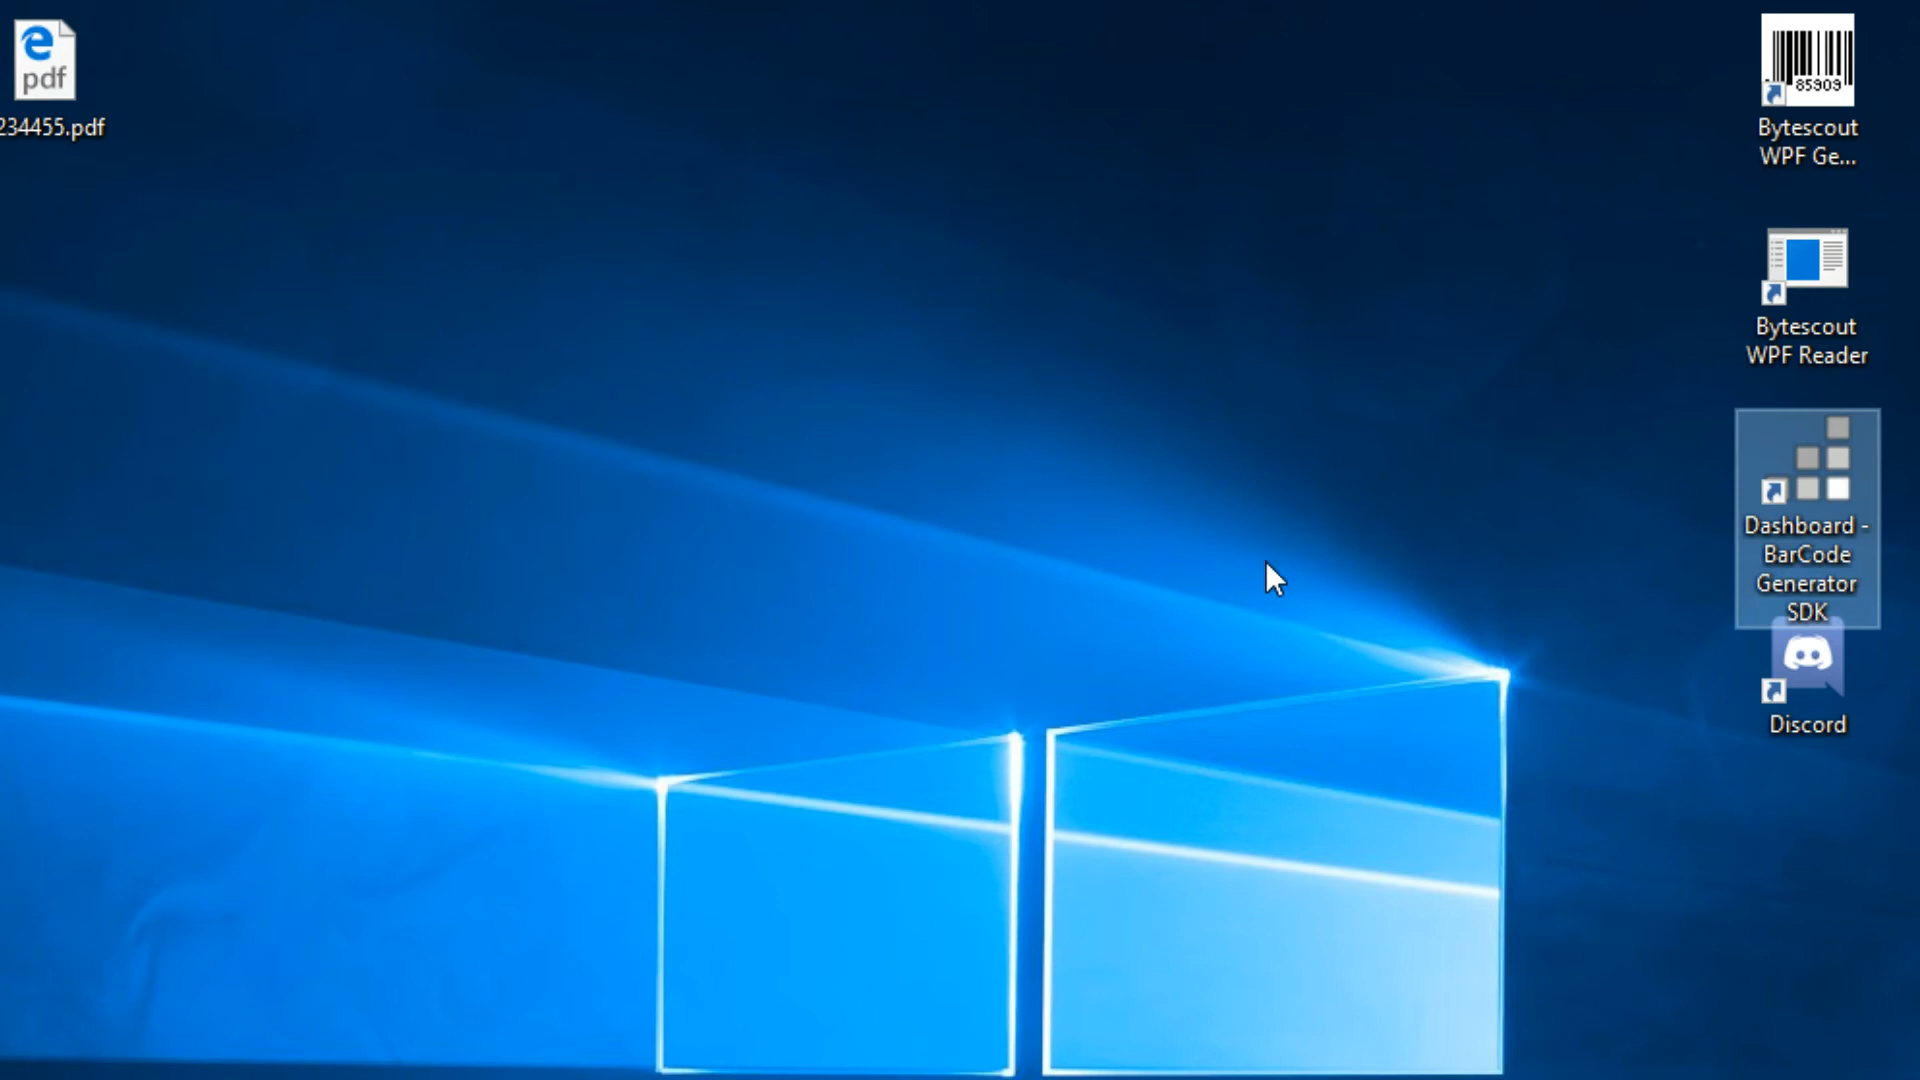 pdf
234455.pdf
85909
Bytescout
WPF Ge...
Bytescout
WPF Reader
Dashboard -
BarCode
Generator
SDK
Discord